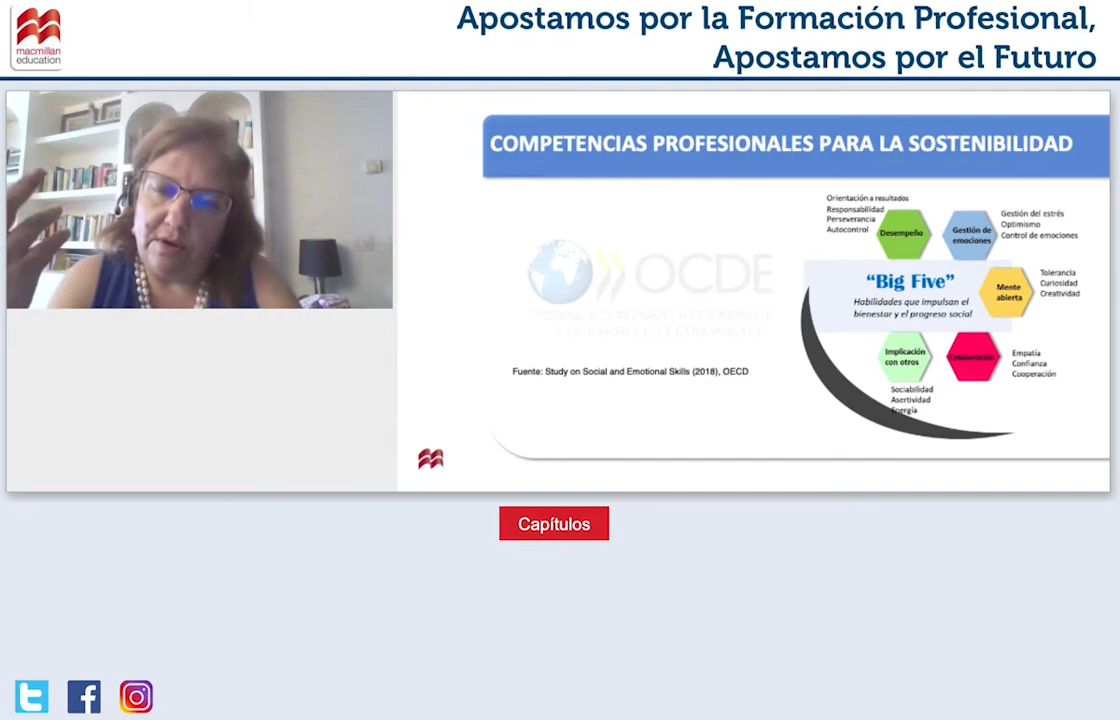 macmillan
education
Apostamos por la Formación Profesional,
Apostamos por el Futuro
COMPETENCIAS PROFESIONALES PARA LA SOSTENIBILIDAD
OCDE
Fuente: Study on Social and Emotional Skills (2018), OECD
Orientación a resultados
Responsabilidad
Perseverancia
Autocontrol
Desempeño
Gestión de
emociones
Gestión del estrés
Optimismo
Control de emociones
"Big Five"
Habilidades que impulsan el
bienestar y el progreso social
Mente
abierta
Tolerancia
Curiosidad
Creatividad
Implicación
con otros
Colaboración
Empatía
Confianza
Cooperación
Sociabilidad
Asertividad
Energía
Capítulos